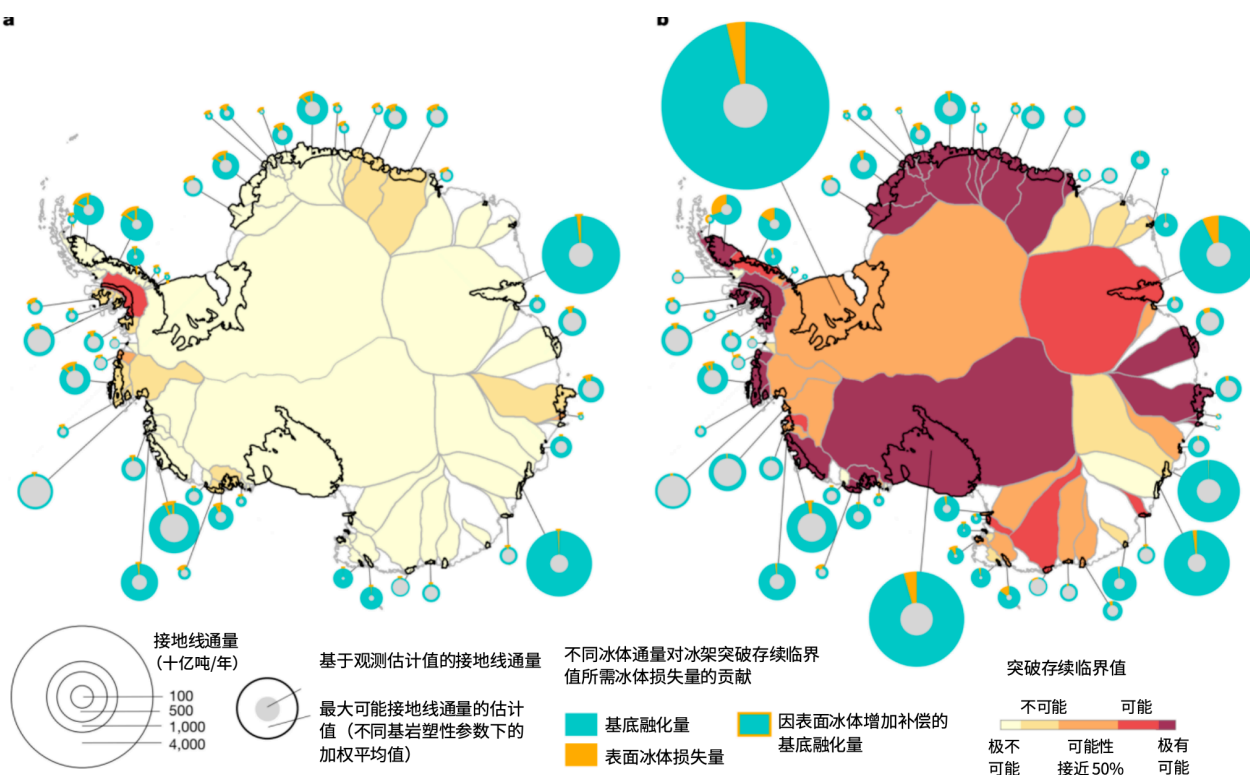 a
b
接地线通量
（十亿吨/年）
100
500
1,000
4,000
基于观测估计值的接地线通量
最大可能接地线通量的估计
值（不同基岩塑性参数下的
加权平均值）
不同冰体通量对冰架突破存续临界
值所需冰体损失量的贡献
基底融化量
表面冰体损失量
因表面冰体增加补偿的
基底融化量
突破存续临界值
不可能
可能
极不
可能
可能性
接近50%
极有
可能